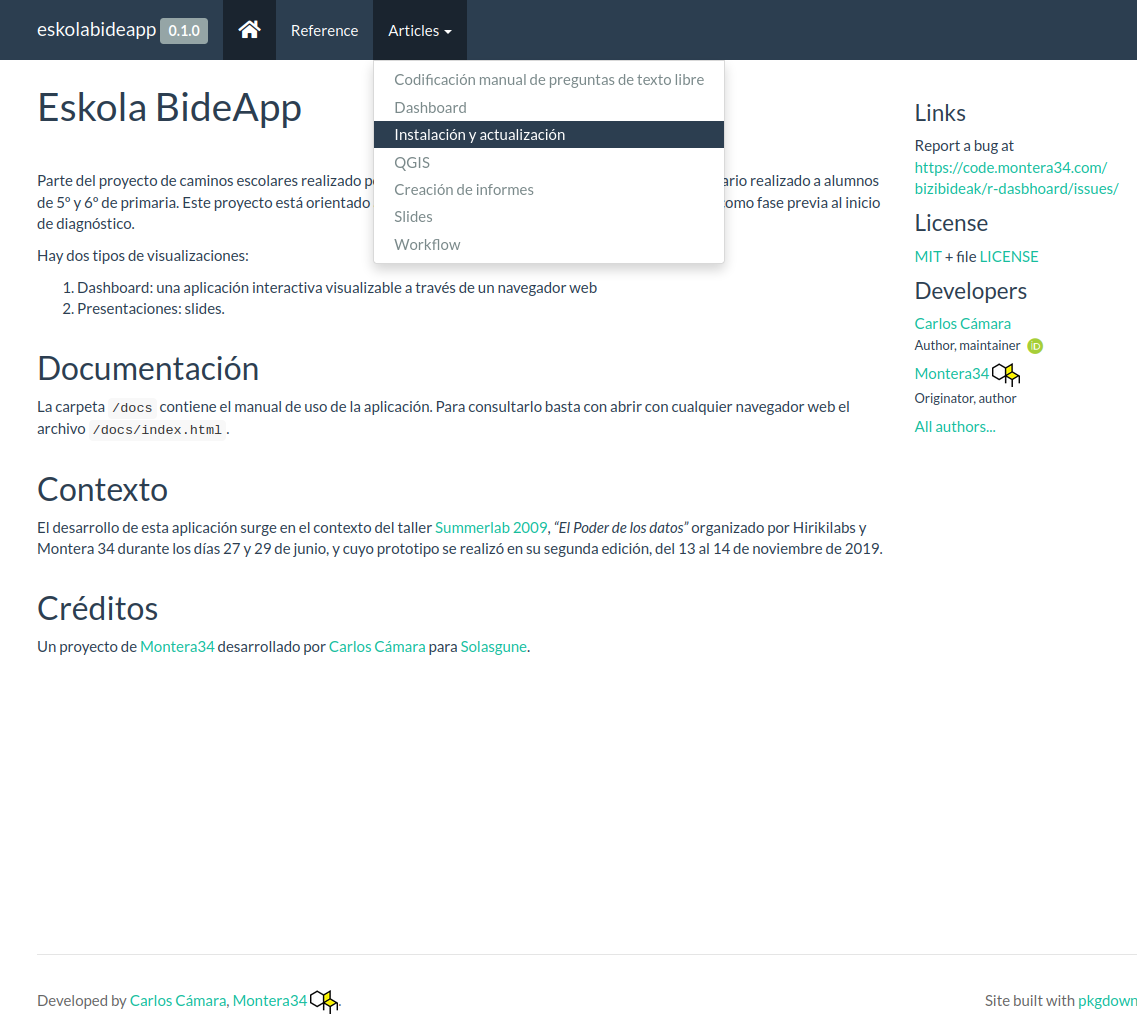 eskolabideapp 0.1.0 Reference Articles
Codificación manual de preguntas de texto libre
Dashboard
Instalación y actualización
QGIS
Creación de informes
Slides
Workflow
Eskola BideApp
Parte del proyecto de caminos escolares realizado ario realizado a alumnos
de 5º y 6º de primaria. Este proyecto está orientado como fase previa al inicio
de diagnóstico.
Hay dos tipos de visualizaciones:
1. Dashboard: una aplicación interactiva visualizable a través de un navegador web
2. Presentaciones: slides.
Documentación
La carpeta /docs contiene el manual de uso de la aplicación. Para consultarlo basta con abrir con cualquier navegador web el
archivo /docs/index.html .
Contexto
El desarrollo de esta aplicación surge en el contexto del taller Summerlab 2009, “El Poder de los datos” organizado por Hirikilabs y
Montera 34 durante los días 27 y 29 de junio, y cuyo prototipo se realizó en su segunda edición, del 13 al 14 de noviembre de 2019.
Créditos
Un proyecto de Montera34 desarrollado por Carlos Cámara para Solasgune.
Links
Report a bug at
https://code.montera34.com/
bizibideak/r-dasbhoard/issues/
License
MIT + file LICENSE
Developers
Carlos Cámara
Author, maintainer iD
Montera34
Originator, author
All authors...
Developed by Carlos Cámara, Montera34 .
Site built with pkgdown